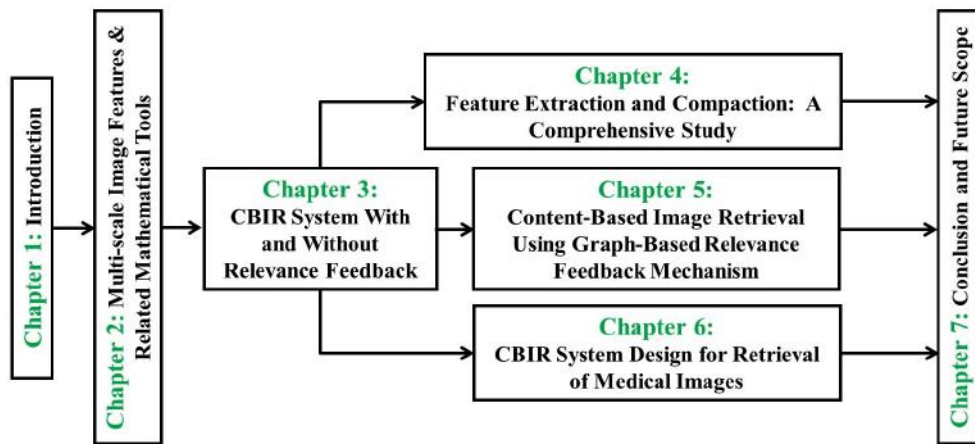 Chapter 1: Introduction
Chapter 2: Multi-scale Image Features &
Related Mathematical Tools
Chapter 3:
CBIR System With
and Without
Relevance Feedback
Chapter 4:
Feature Extraction and Compaction: A
Comprehensive Study
Chapter 5:
Content-Based Image Retrieval
Using Graph-Based Relevance
Feedback Mechanism
Chapter 6:
CBIR System Design for Retrieval
of Medical Images
Chapter 7: Conclusion and Future Scope